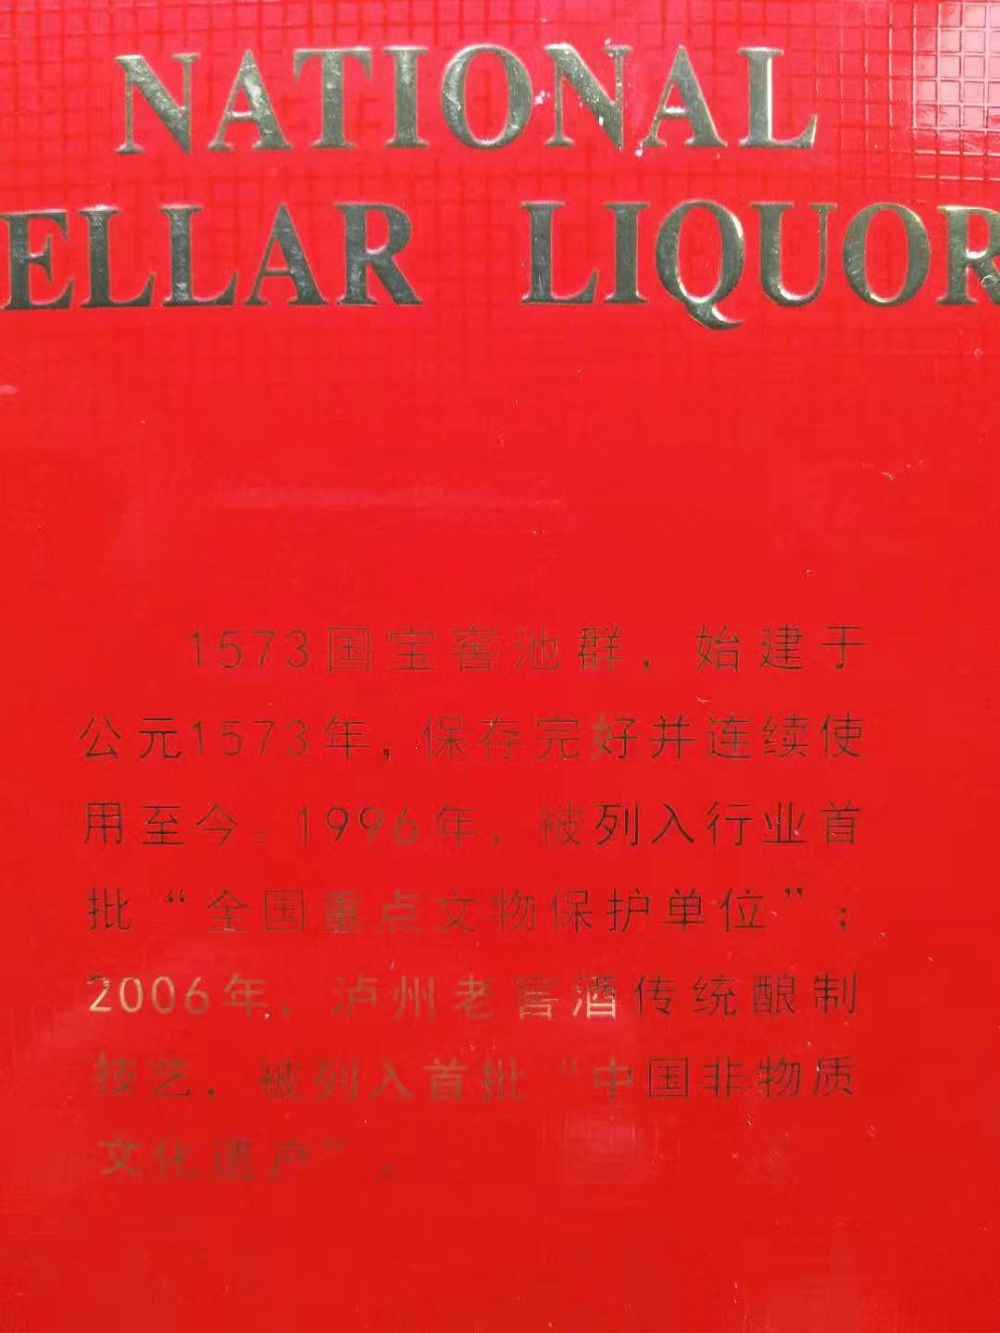 NATIONAL
ELLAR LIQUOR
1573国宝窖池群，始建于
公元1573年，保存完好并连续使
用至今。1996年，被列入行业首
批“全国重点文物保护单位”；
2006年，泸州老窖酒传统酿制
技艺，被列入首批“中国非物质
文化遗产”。